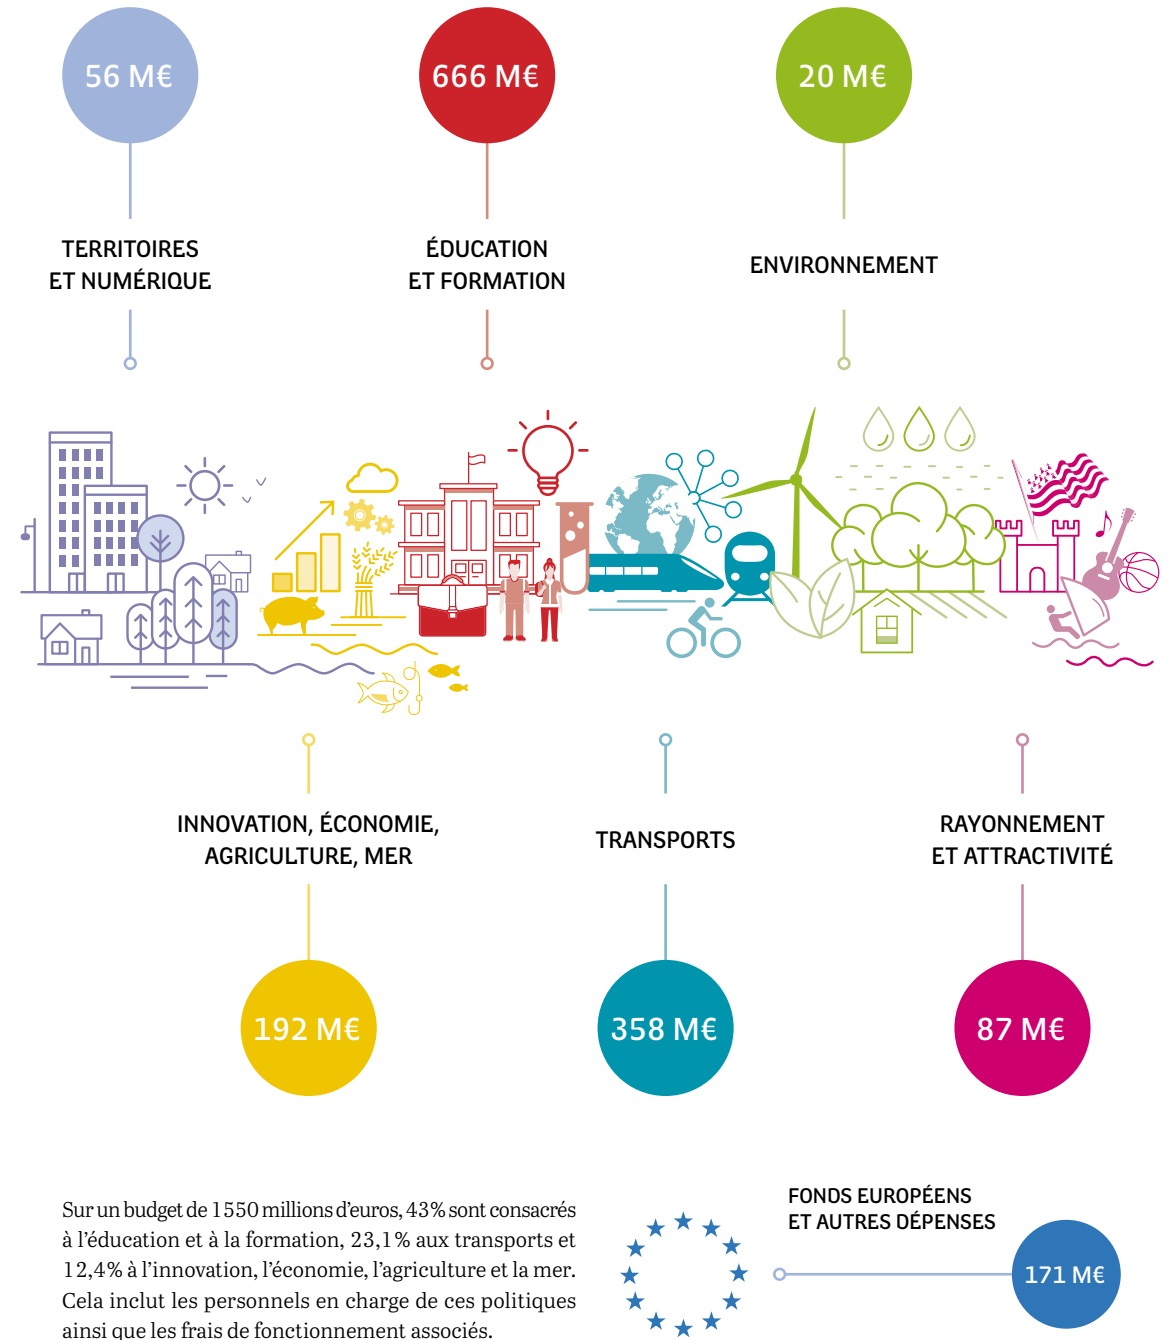 56 M€
666 M€
20 M€
TERRITOIRES
ET NUMÉRIQUE
ÉDUCATION
ET FORMATION
ENVIRONNEMENT
INNOVATION, ÉCONOMIE,
AGRICULTURE, MER
TRANSPORTS
RAYONNEMENT
ET ATTRACTIVITÉ
192 M€
358 M€
87 M€
Sur un budget de 1550 millions d'euros, 43% sont consacrés
à l'éducation et à la formation, 23,1% aux transports et
12,4% à l'innovation, l'économie, l'agriculture et la mer.
Cela inclut les personnels en charge de ces politiques
ainsi que les frais de fonctionnement associés.
FONDS EUROPÉENS
ET AUTRES DÉPENSES
171 M€